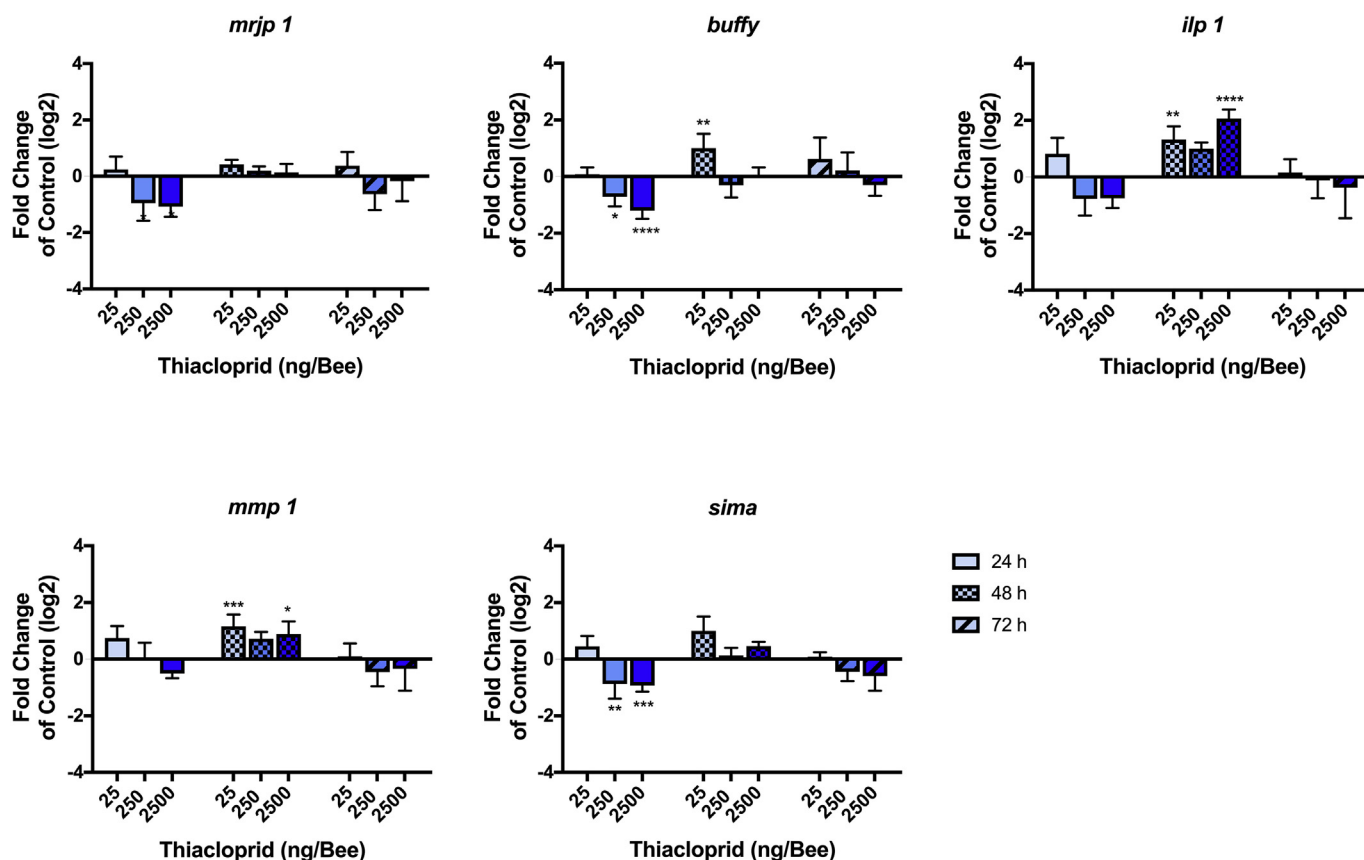 mrjp 1
buffy
ilp 1
Fold Change
of Control (log2)
4
2
0
-2
-4
* *
25 250 2500 25 250 2500 25 250 2500
Thiacloprid (ng/Bee)
Fold Change
of Control (log2)
4
2
0
-2
-4
* **** **
25 250 2500 25 250 2500 25 250 2500
Thiacloprid (ng/Bee)
Fold Change
of Control (log2)
4
2
0
-2
-4
** ****
25 250 2500 25 250 2500 25 250 2500
Thiacloprid (ng/Bee)
mmp 1
sima
Fold Change
of Control (log2)
4
2
0
-2
-4
*** *
25 250 2500 25 250 2500 25 250 2500
Thiacloprid (ng/Bee)
Fold Change
of Control (log2)
4
2
0
-2
-4
** ***
25 250 2500 25 250 2500 25 250 2500
Thiacloprid (ng/Bee)
24 h
48 h
72 h